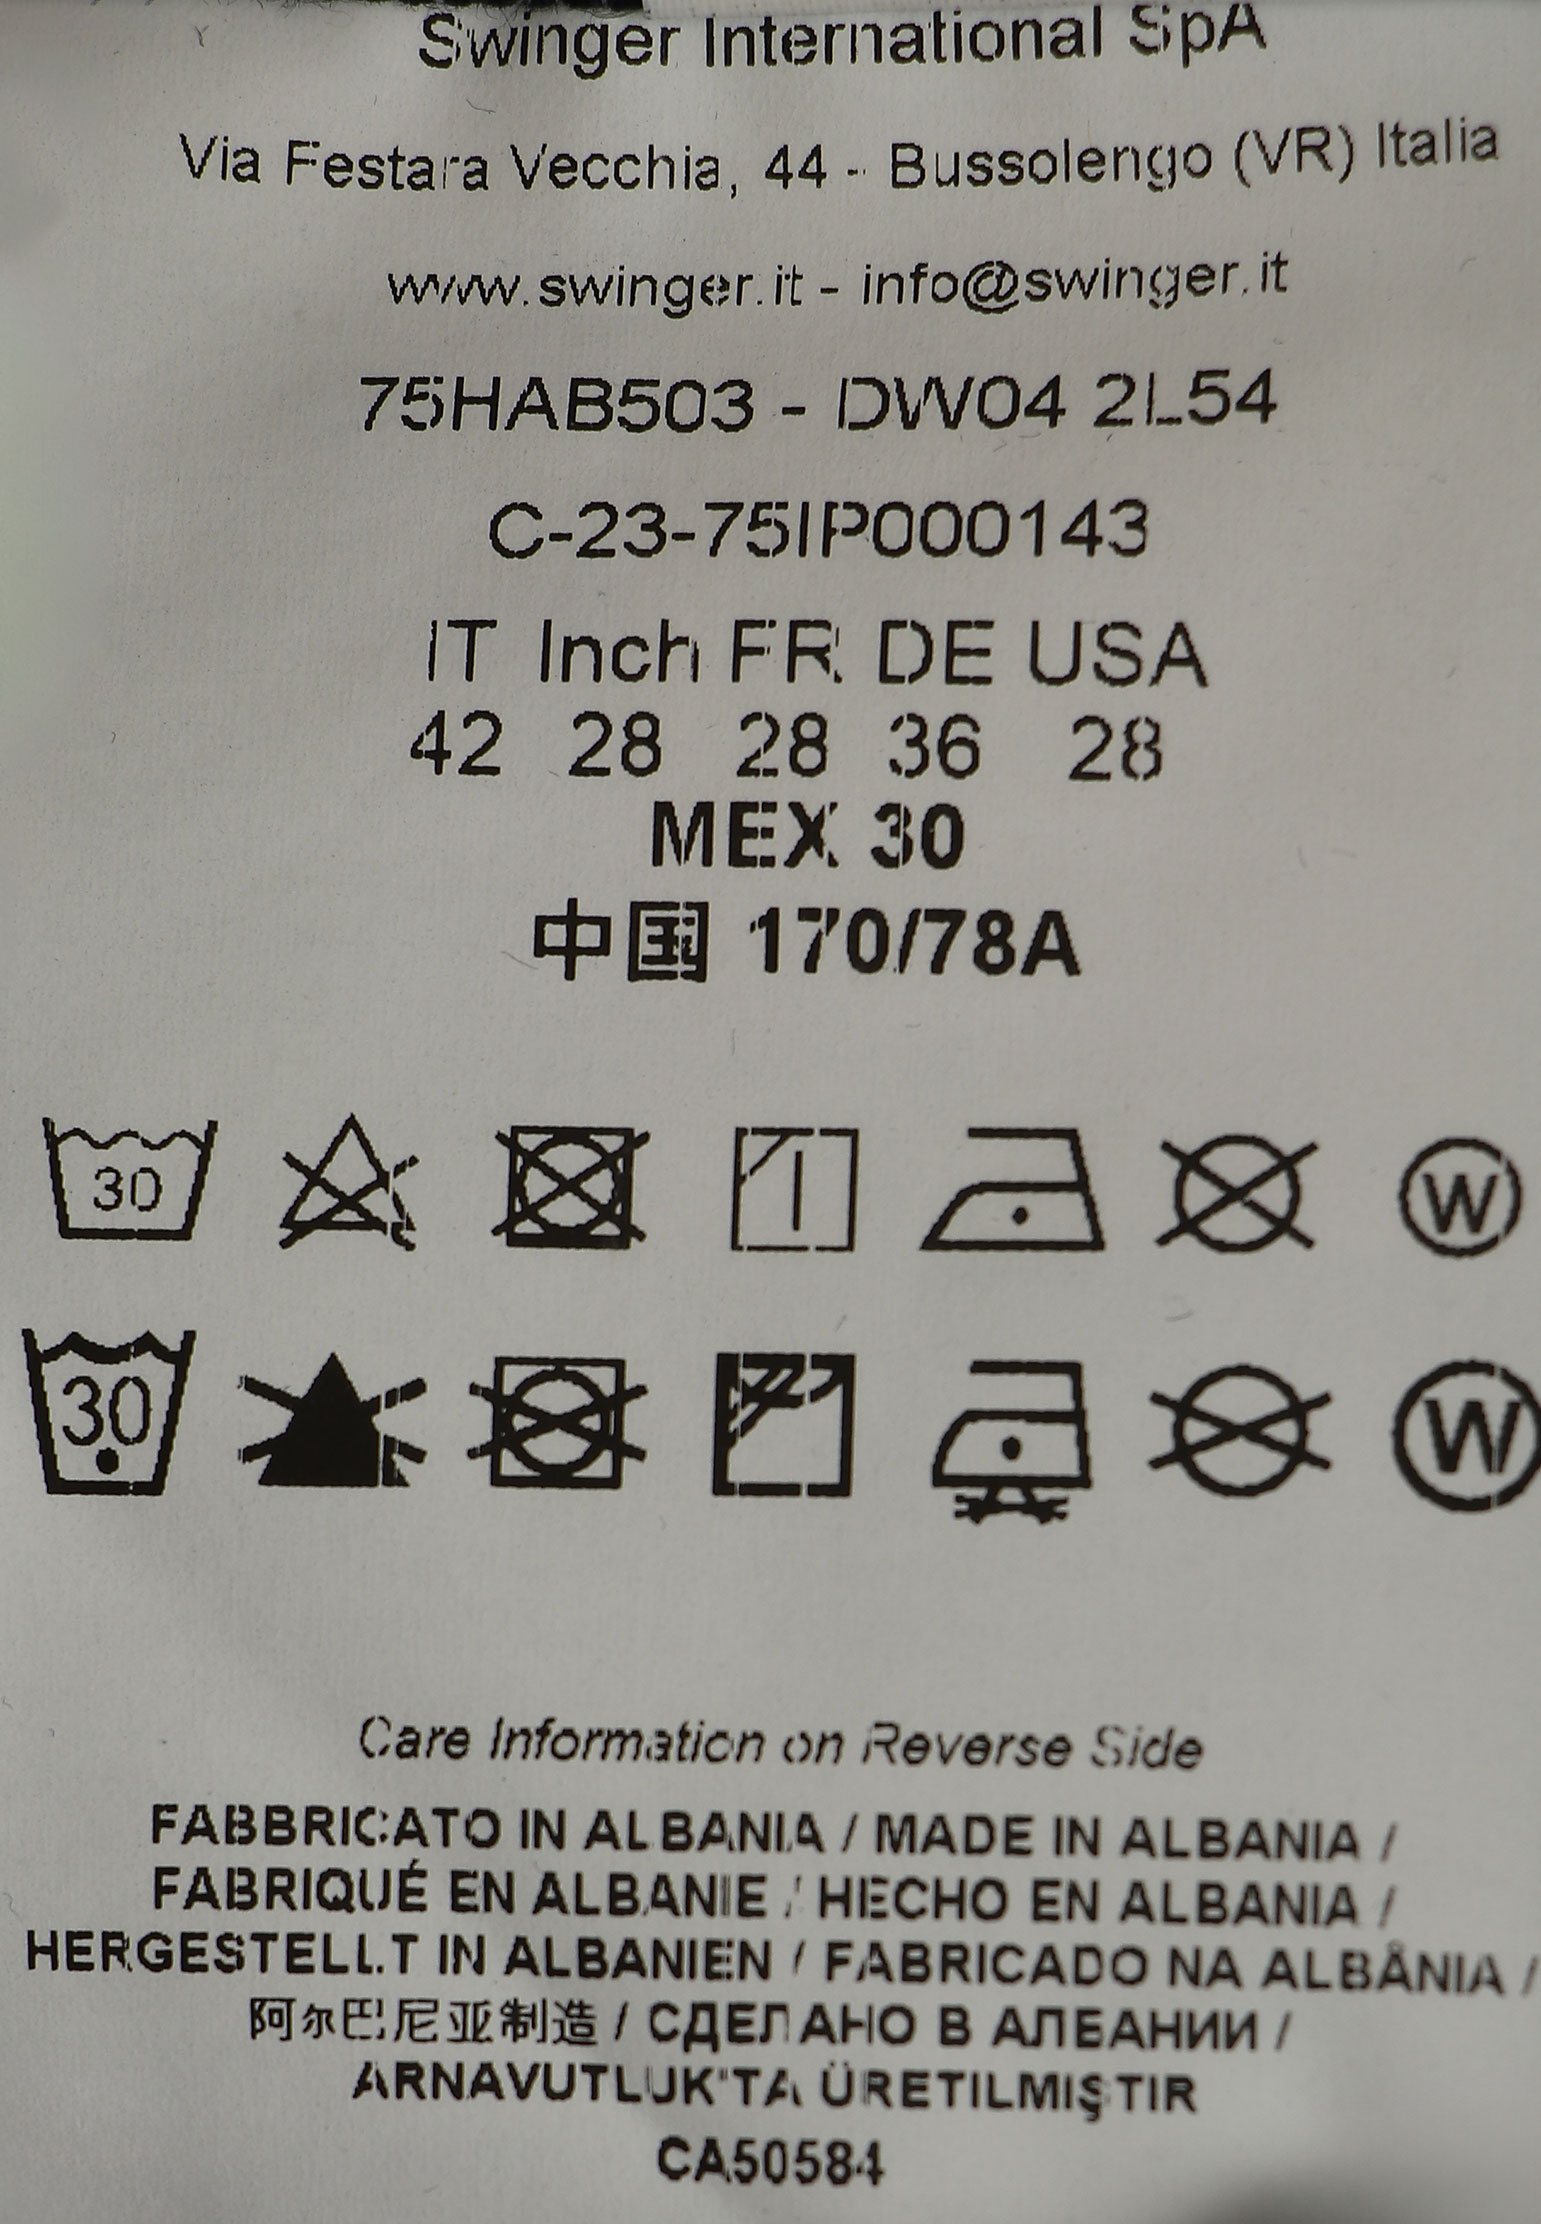 Swinger International SpA
Via Festara Vecchia, 44 - Bussolengo (VR) Italia
www.swinger.it - info@swinger.it
75HAB503 - DW04 2L54
C-23-75IP000143
IT Inch FR DE USA
42 28 28 36 28
MEX 30
中国 170/78A
30 W
30 W
Care Information on Reverse Side
FABBRICATO IN ALBANIA / MADE IN ALBANIA /
FABRIQUÉ EN ALBANIE / HECHO EN ALBANIA /
HERGESTELLT IN ALBANIEN / FABRICADO NA ALBÂNIA /
阿尔巴尼亚制造 / СДЕЛАНО В АЛБАНИИ /
ARNAVUTLUK'TA ÜRETILMIŞTIR
CA50584